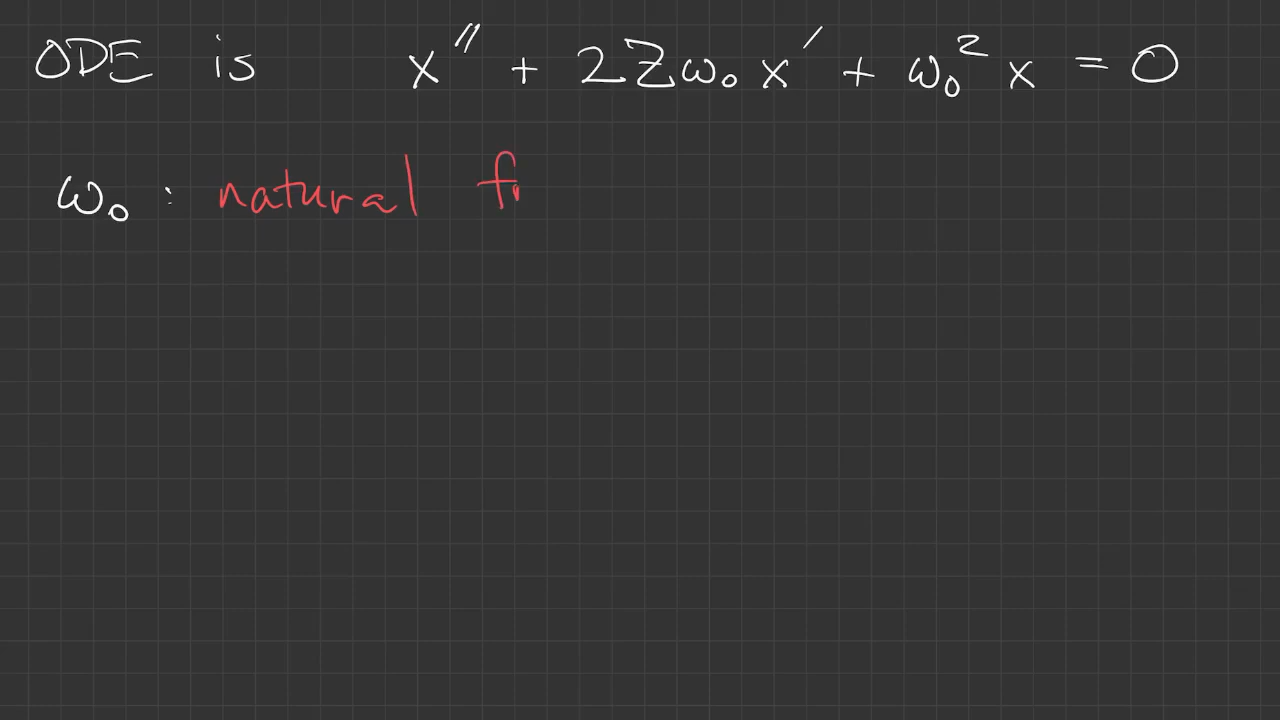 ODE is x'' + 2Zω₀x' + ω₀²x = 0
ω₀ : natural